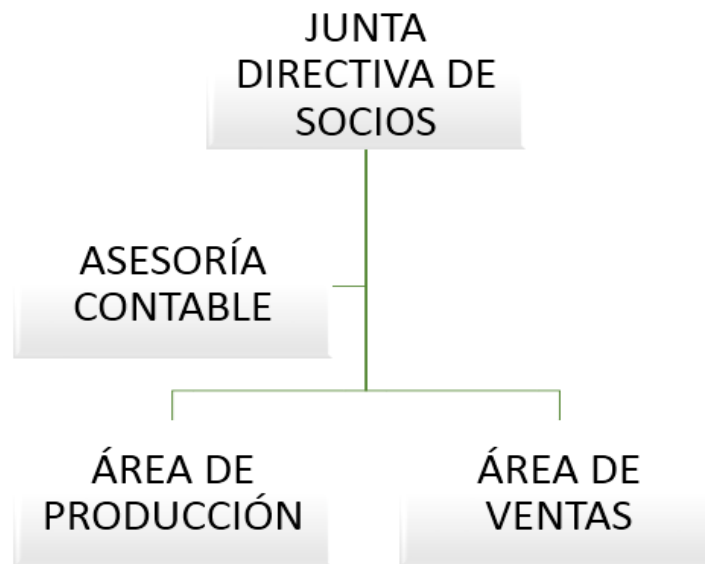 JUNTA
DIRECTIVA DE
SOCIOS
ASESORÍA
CONTABLE
ÁREA DE
PRODUCCIÓN
ÁREA DE
VENTAS